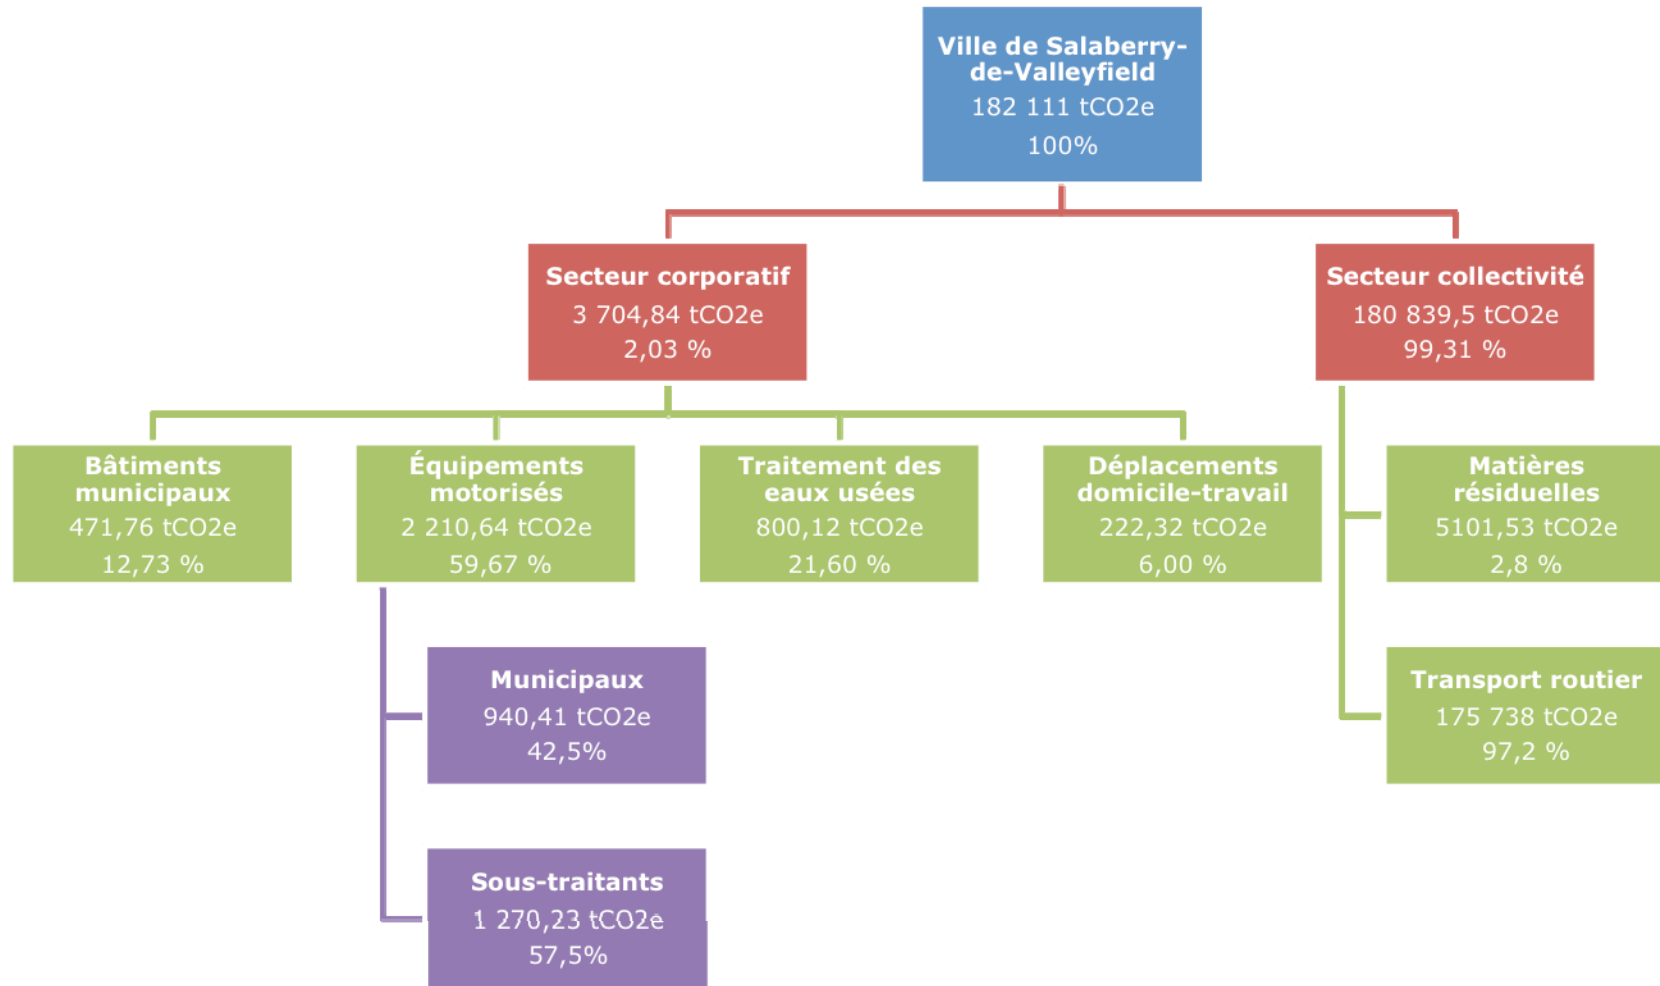 Ville de Salaberry-
de-Valleyfield
182 111 tCO2e
100%
Secteur corporatif
3 704,84 tCO2e
2,03 %
Secteur collectivité
180 839,5 tCO2e
99,31 %
Bâtiments
municipaux
471,76 tCO2e
12,73 %
Équipements
motorisés
2 210,64 tCO2e
59,67 %
Traitement des
eaux usées
800,12 tCO2e
21,60 %
Déplacements
domicile-travail
222,32 tCO2e
6,00 %
Matières
résiduelles
5101,53 tCO2e
2,8 %
Municipaux
940,41 tCO2e
42,5%
Transport routier
175 738 tCO2e
97,2 %
Sous-traitants
1 270,23 tCO2e
57,5%